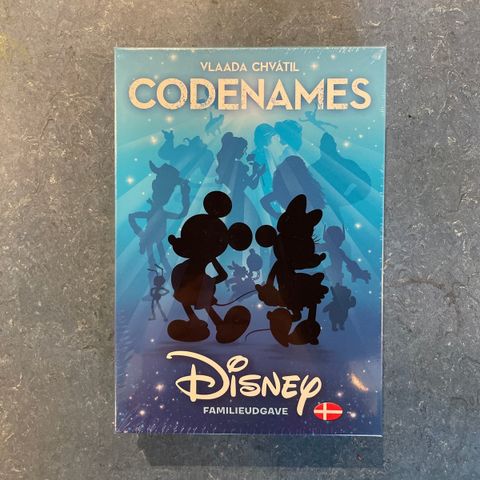 VLAADA CHVÁTIL
CODENAMES
Disney
FAMILIEUDGAVE